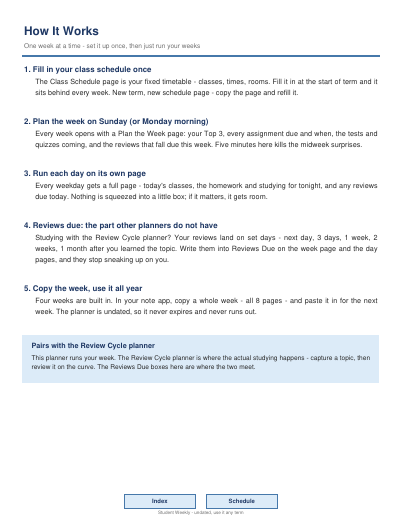 How It Works
One week at a time - set it up once, then just run your weeks
1. Fill in your class schedule once
The Class Schedule page is your fixed timetable - classes, times, rooms. Fill it in at the start of term and it
sits behind every week. New term, new schedule page - copy the page and refill it.
2. Plan the week on Sunday (or Monday morning)
Every week opens with a Plan the Week page: your Top 3, every assignment due and when, the tests and
quizzes coming, and the reviews that fall due this week. Five minutes here kills the midweek surprises.
3. Run each day on its own page
Every weekday gets a full page - today's classes, the homework and studying for tonight, and any reviews
due today. Nothing is squeezed into a little box; if it matters, it gets room.
4. Reviews due: the part other planners do not have
Studying with the Review Cycle planner? Your reviews land on set days - next day, 3 days, 1 week, 2
weeks, 1 month after you learned the topic. Write them into Reviews Due on the week page and the day
pages, and they stop sneaking up on you.
5. Copy the week, use it all year
Four weeks are built in. In your note app, copy a whole week - all 8 pages - and paste it in for the next
week. The planner is undated, so it never expires and never runs out.
Pairs with the Review Cycle planner
This planner runs your week. The Review Cycle planner is where the actual studying happens - capture a topic, then
review it on the curve. The Reviews Due boxes here are where the two meet.
Index Schedule
Student Weekly - undated, use it any term